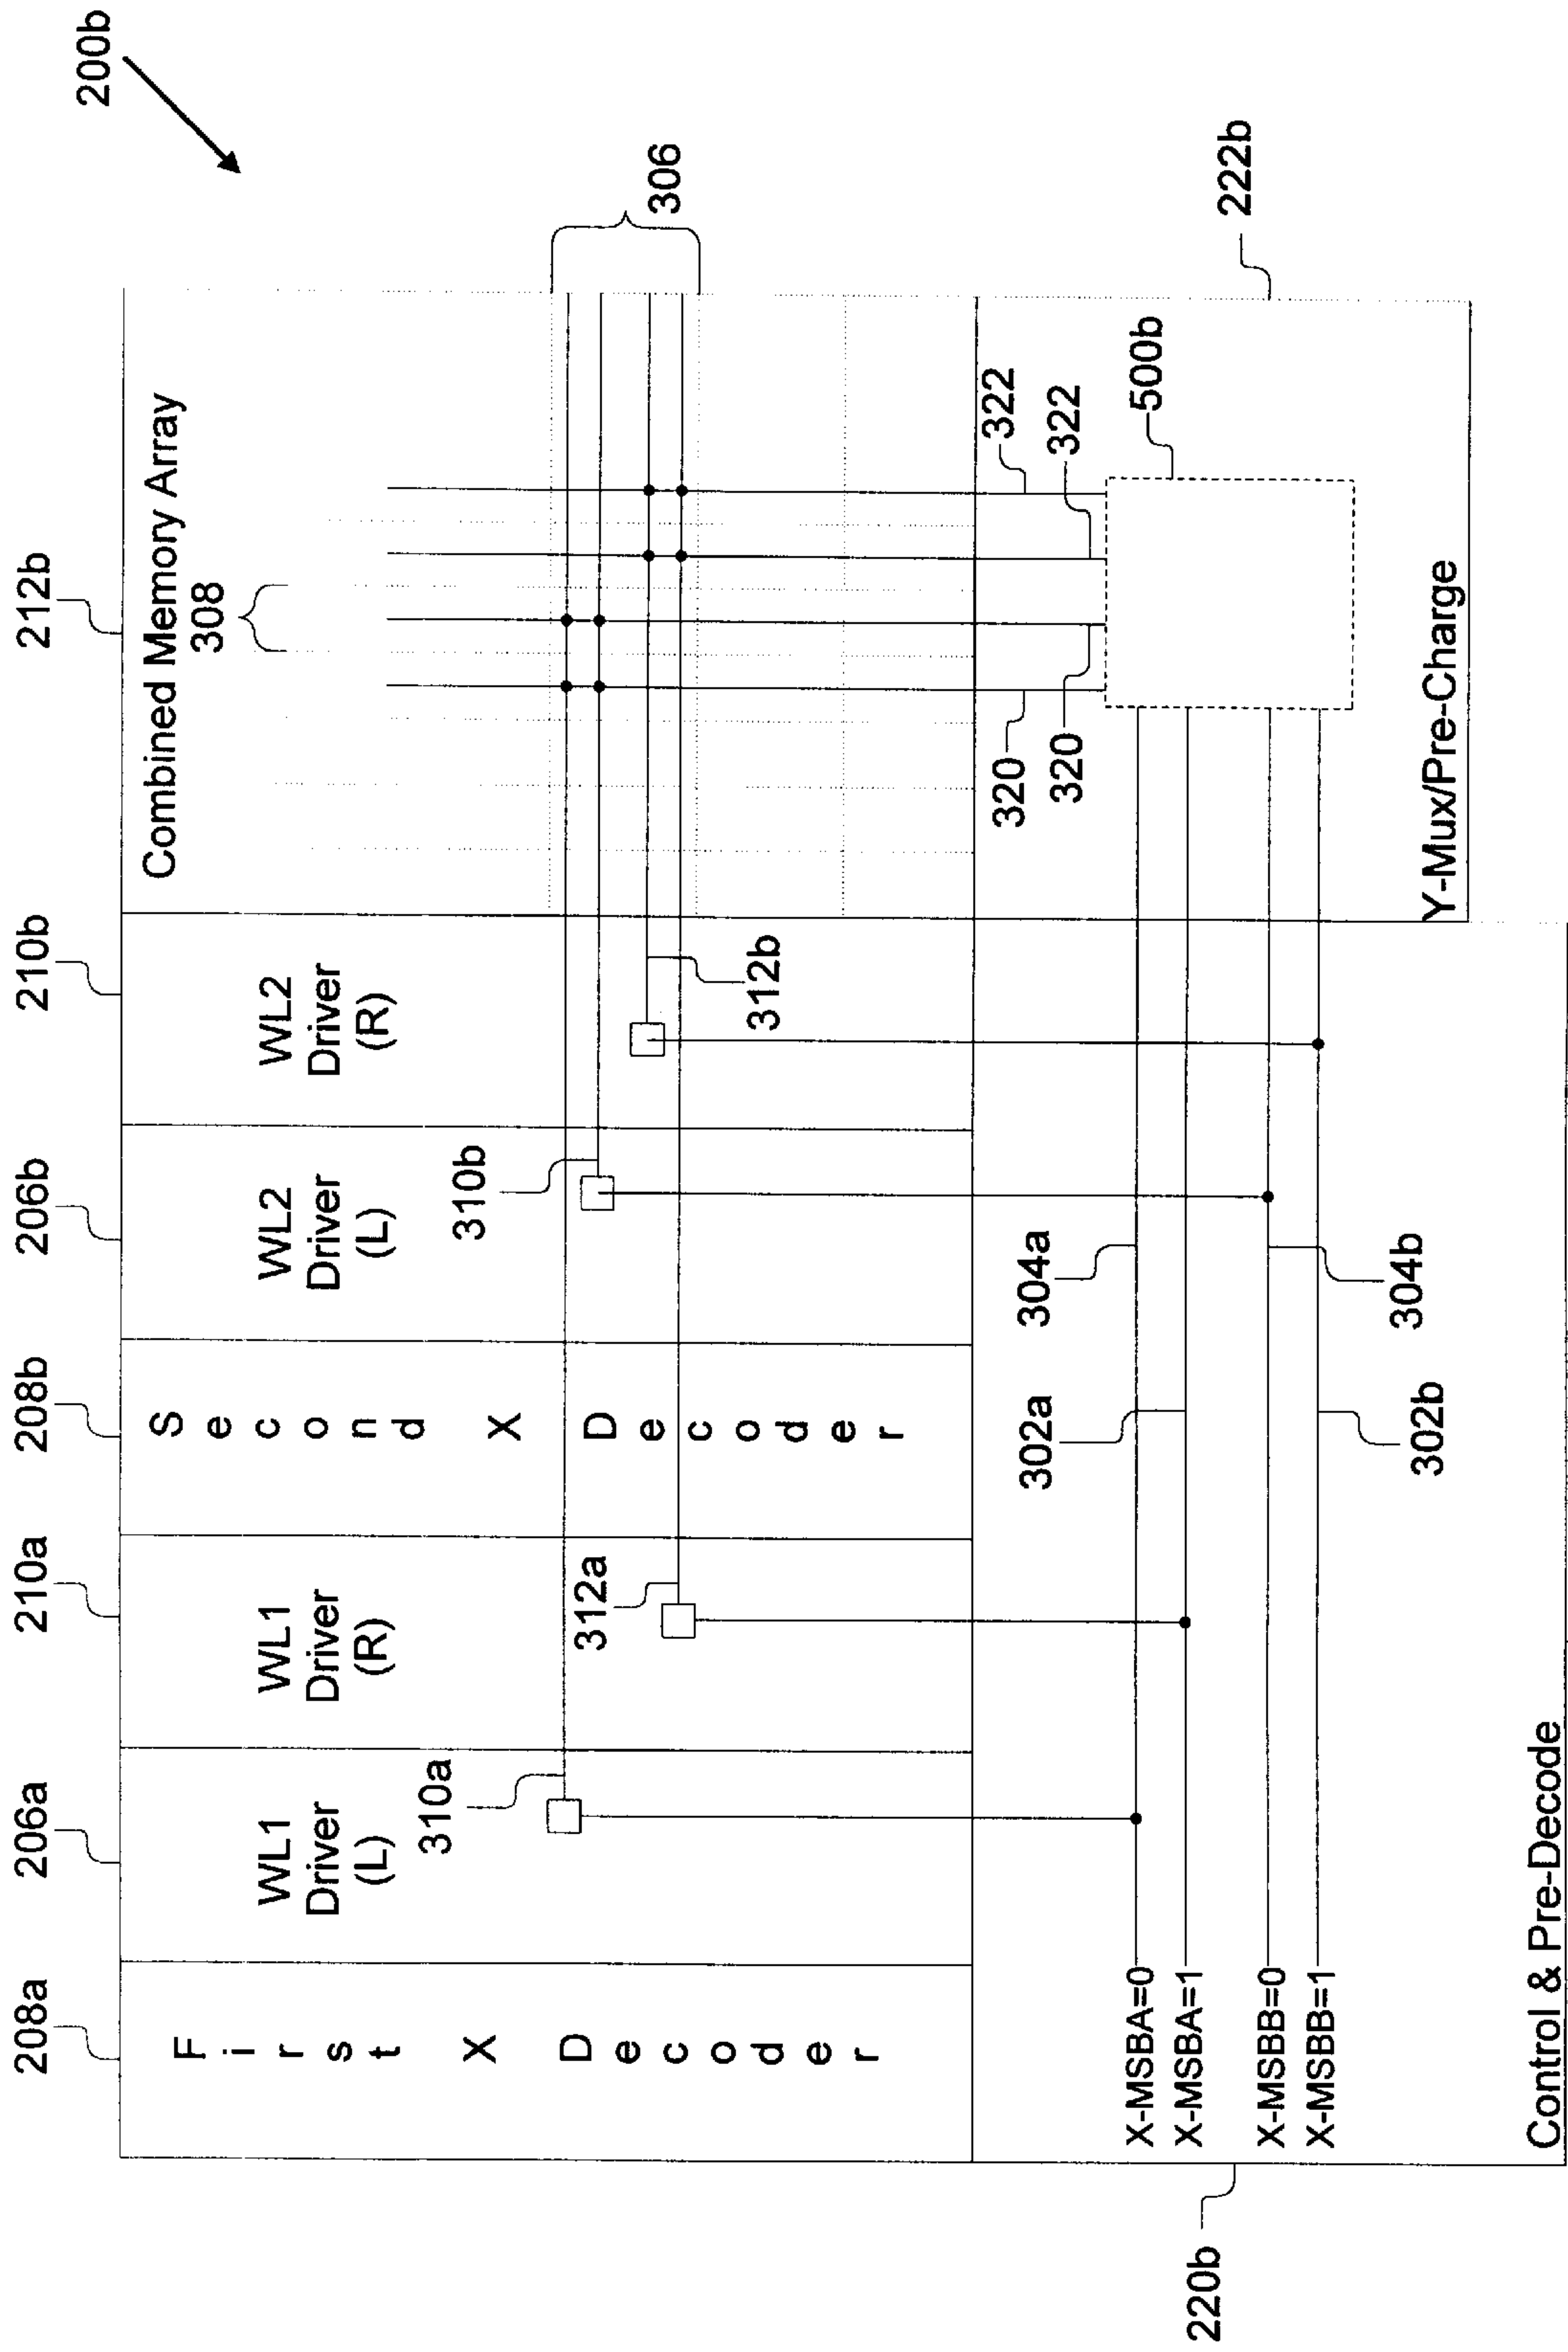 200b
208a
206a
210a
208b
206b
210b
212b
First X Decoder
WL1
Driver
(L)
WL1
Driver
(R)
Second X Decoder
WL2
Driver
(L)
WL2
Driver
(R)
Combined Memory Array
308
306
310a
312a
310b
312b
X-MSBA=0
X-MSBA=1
X-MSBB=0
X-MSBB=1
302a
304a
302b
304b
320
320
322
322
500b
222b
220b
Control & Pre-Decode
Y-Mux/Pre-Charge